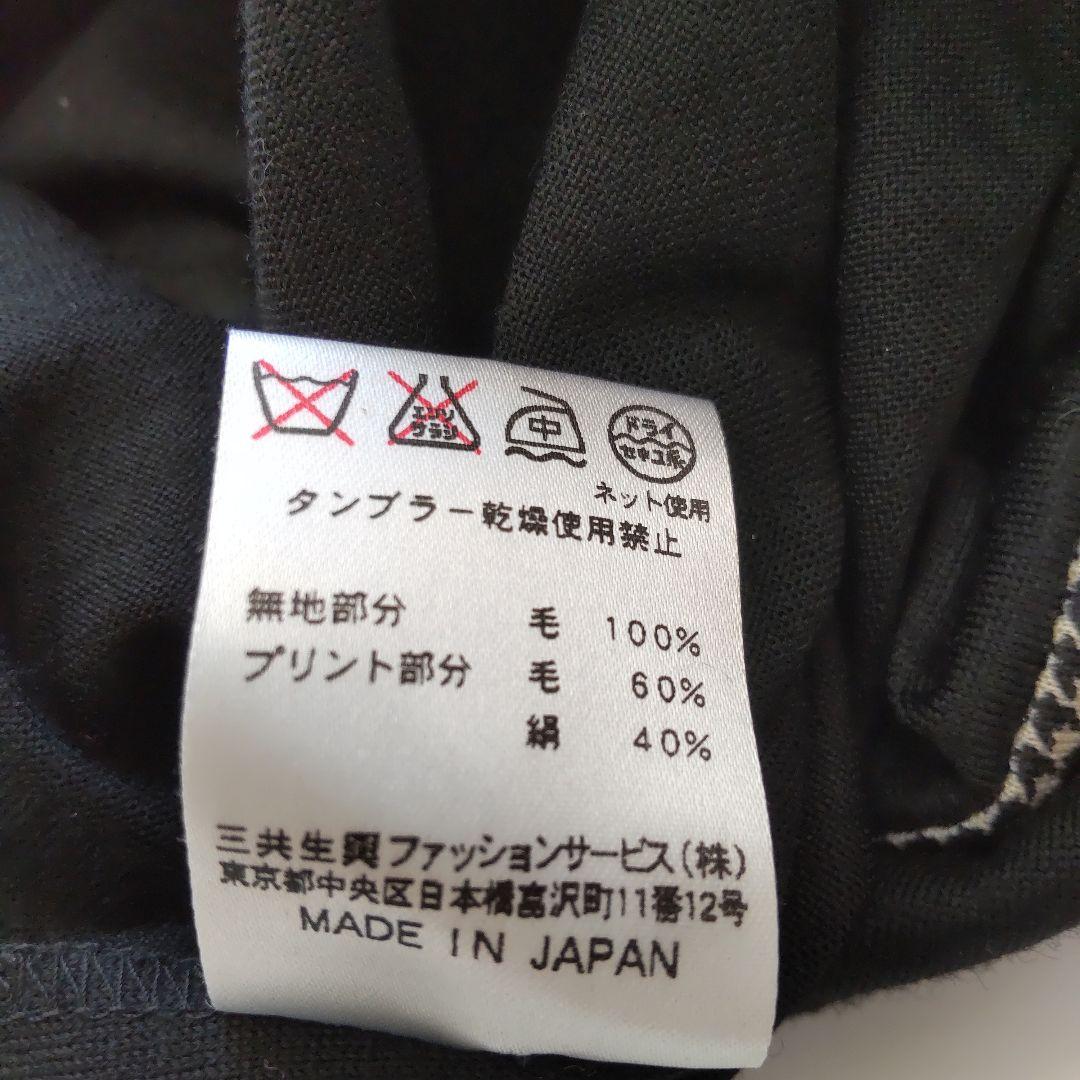 エンソ
サラシ
中
ドライ
セキユ系
ネット使用
タンブラー乾燥使用禁止
無地部分 毛 100%
プリント部分 毛 60%
絹 40%
三共生興ファッションサービス(株)
東京都中央区日本橋富沢町11番12号
MADE IN JAPAN